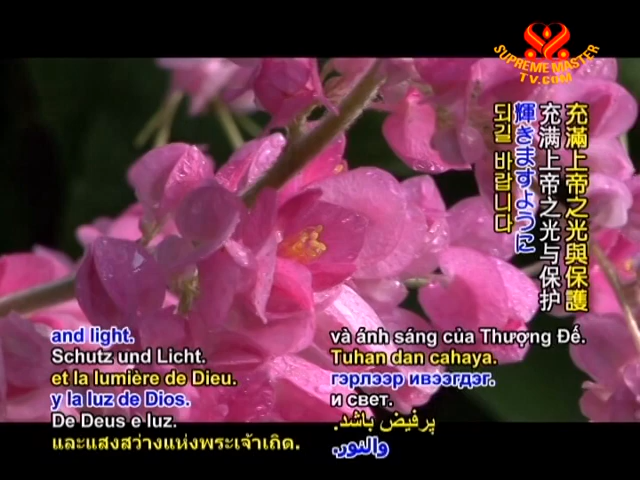 SUPREME MASTER
TV.COM
充滿上帝之光與保護
充满上帝之光与保护
輝きますように
되길 바랍니다
and light.
Schutz und Licht.
et la lumière de Dieu.
y la luz de Dios.
De Deus e luz.
และแสงสว่างแห่งพระเจ้าเถิด.
và ánh sáng của Thượng Đế.
Tuhan dan cahaya.
гэрлээр ивээгдэг.
и свет.
پرفیض باشد.
والنور.